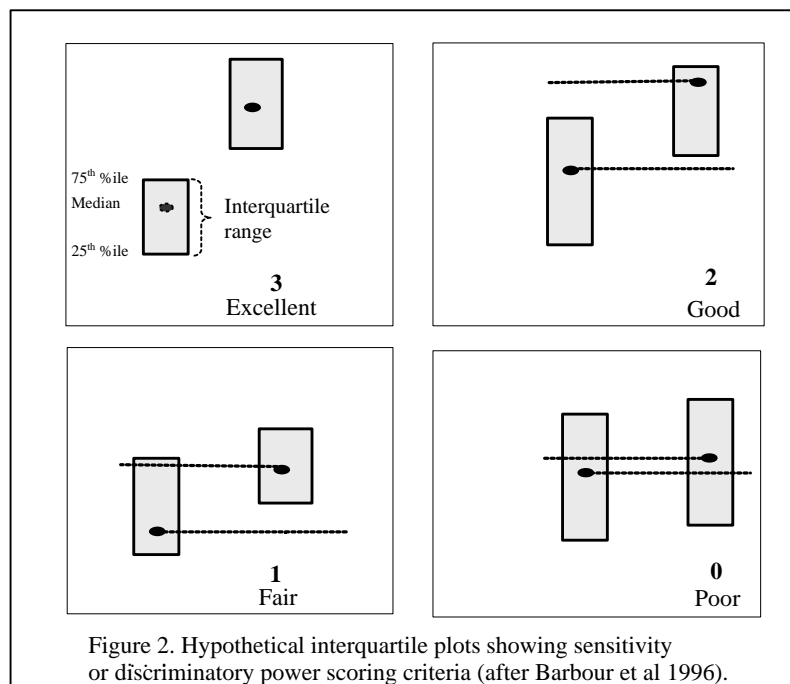 75th %ile
Median
25th %ile
Interquartile
range
3
Excellent
2
Good
1
Fair
0
Poor
Figure 2. Hypothetical interquartile plots showing sensitivity
or discriminatory power scoring criteria (after Barbour et al 1996).